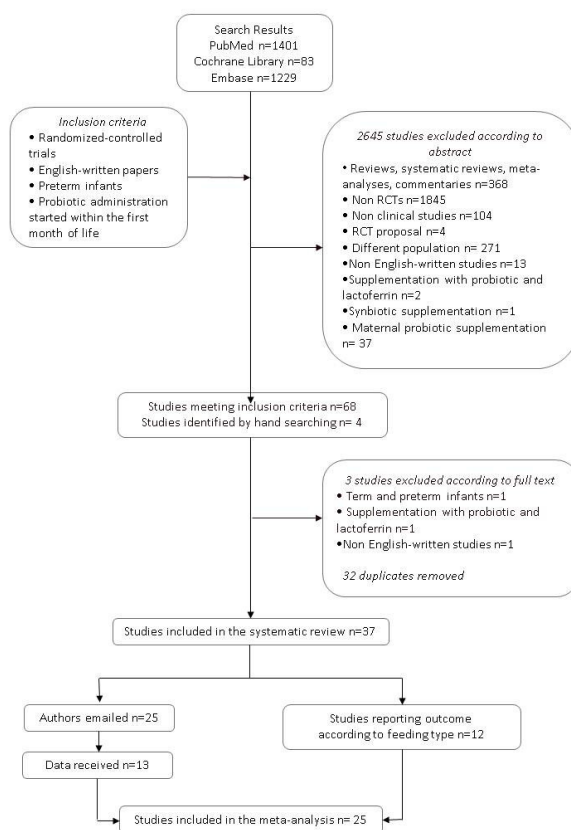 Search Results
PubMed n=1401
Cochrane Library n=83
Embase n=1229
Inclusion criteria
• Randomized-controlled
trials
• English-written papers
• Preterm infants
• Probiotic administration
started within the first
month of life
2645 studies excluded according to
abstract
• Reviews, systematic reviews, meta-
analyses, commentaries n=368
• Non RCTs n=1845
• Non clinical studies n=104
• RCT proposal n=4
• Different population n= 271
• Non English-written studies n=13
• Supplementation with probiotic and
lactoferrin n=2
• Synbiotic supplementation n=1
• Maternal probiotic supplementation
n= 37
Studies meeting inclusion criteria n=68
Studies identified by hand searching n= 4
3 studies excluded according to full text
• Term and preterm infants n=1
• Supplementation with probiotic and
lactoferrin n=1
•Non English-written studies n=1
32 duplicates removed
Studies included in the systematic review n=37
Authors emailed n=25
Data received n=13
Studies reporting outcome
according to feeding type n=12
Studies included in the meta-analysis n= 25